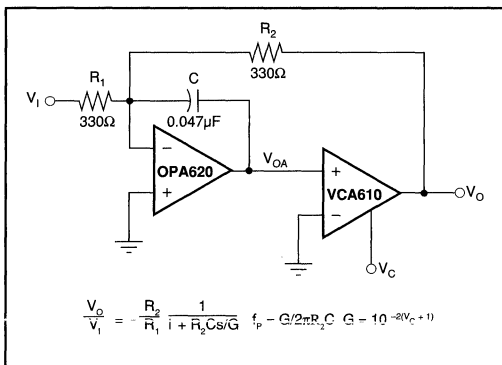 R2
R1
C
VI
330Ω
330Ω
0.047µF
−
OPA620
+
VOA
+
VCA610
−
VO
VC
VO/VI = -R2/R1 1/i + R2Cs/G fP − G/2πR2C G = 10 −2(VC + 1)